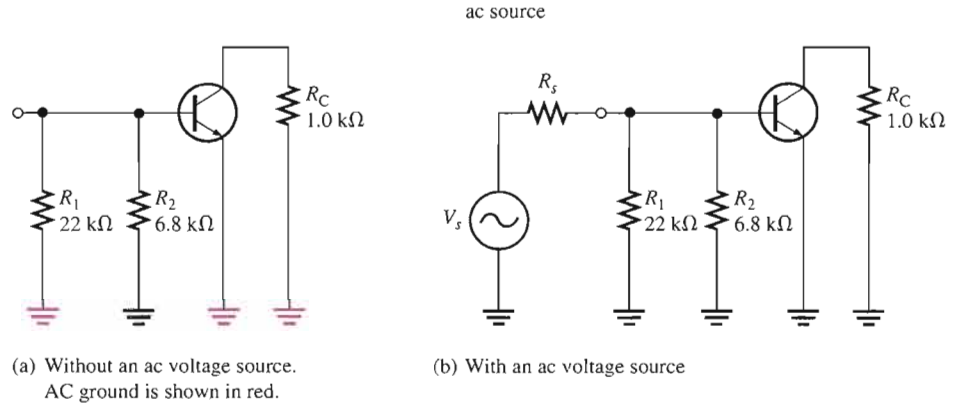 ac source
R_C
1.0 kΩ
R_1
22 kΩ
R_2
6.8 kΩ
R_s
V_s
R_1
22 kΩ
R_2
6.8 kΩ
R_C
1.0 kΩ
(a) Without an ac voltage source.
AC ground is shown in red.
(b) With an ac voltage source